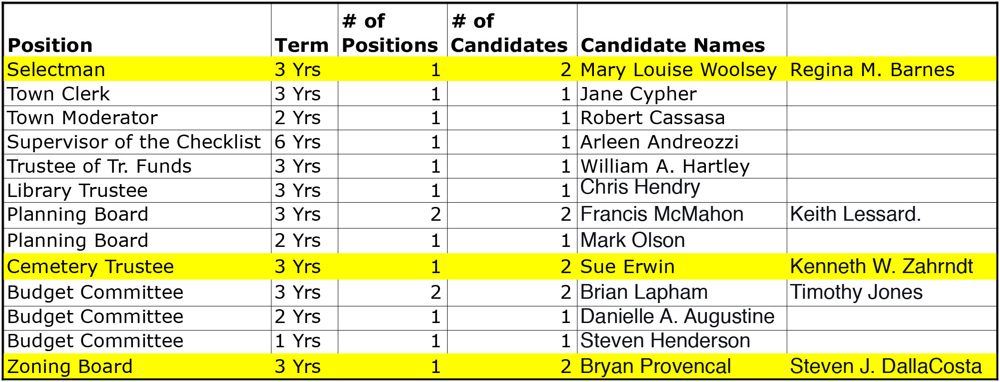 # of # of
Position Term Positions Candidates Candidate Names
Selectman 3 Yrs 1 2 Mary Louise Woolsey Regina M. Barnes
Town Clerk 3 Yrs 1 1 Jane Cypher
Town Moderator 2 Yrs 1 1 Robert Cassasa
Supervisor of the Checklist 6 Yrs 1 1 Arleen Andreozzi
Trustee of Tr. Funds 3 Yrs 1 1 William A. Hartley
Library Trustee 3 Yrs 1 1 Chris Hendry
Planning Board 3 Yrs 2 2 Francis McMahon Keith Lessard.
Planning Board 2 Yrs 1 1 Mark Olson
Cemetery Trustee 3 Yrs 1 2 Sue Erwin Kenneth W. Zahrndt
Budget Committee 3 Yrs 2 2 Brian Lapham Timothy Jones
Budget Committee 2 Yrs 1 1 Danielle A. Augustine
Budget Committee 1 Yrs 1 1 Steven Henderson
Zoning Board 3 Yrs 1 2 Bryan Provencal Steven J. DallaCosta